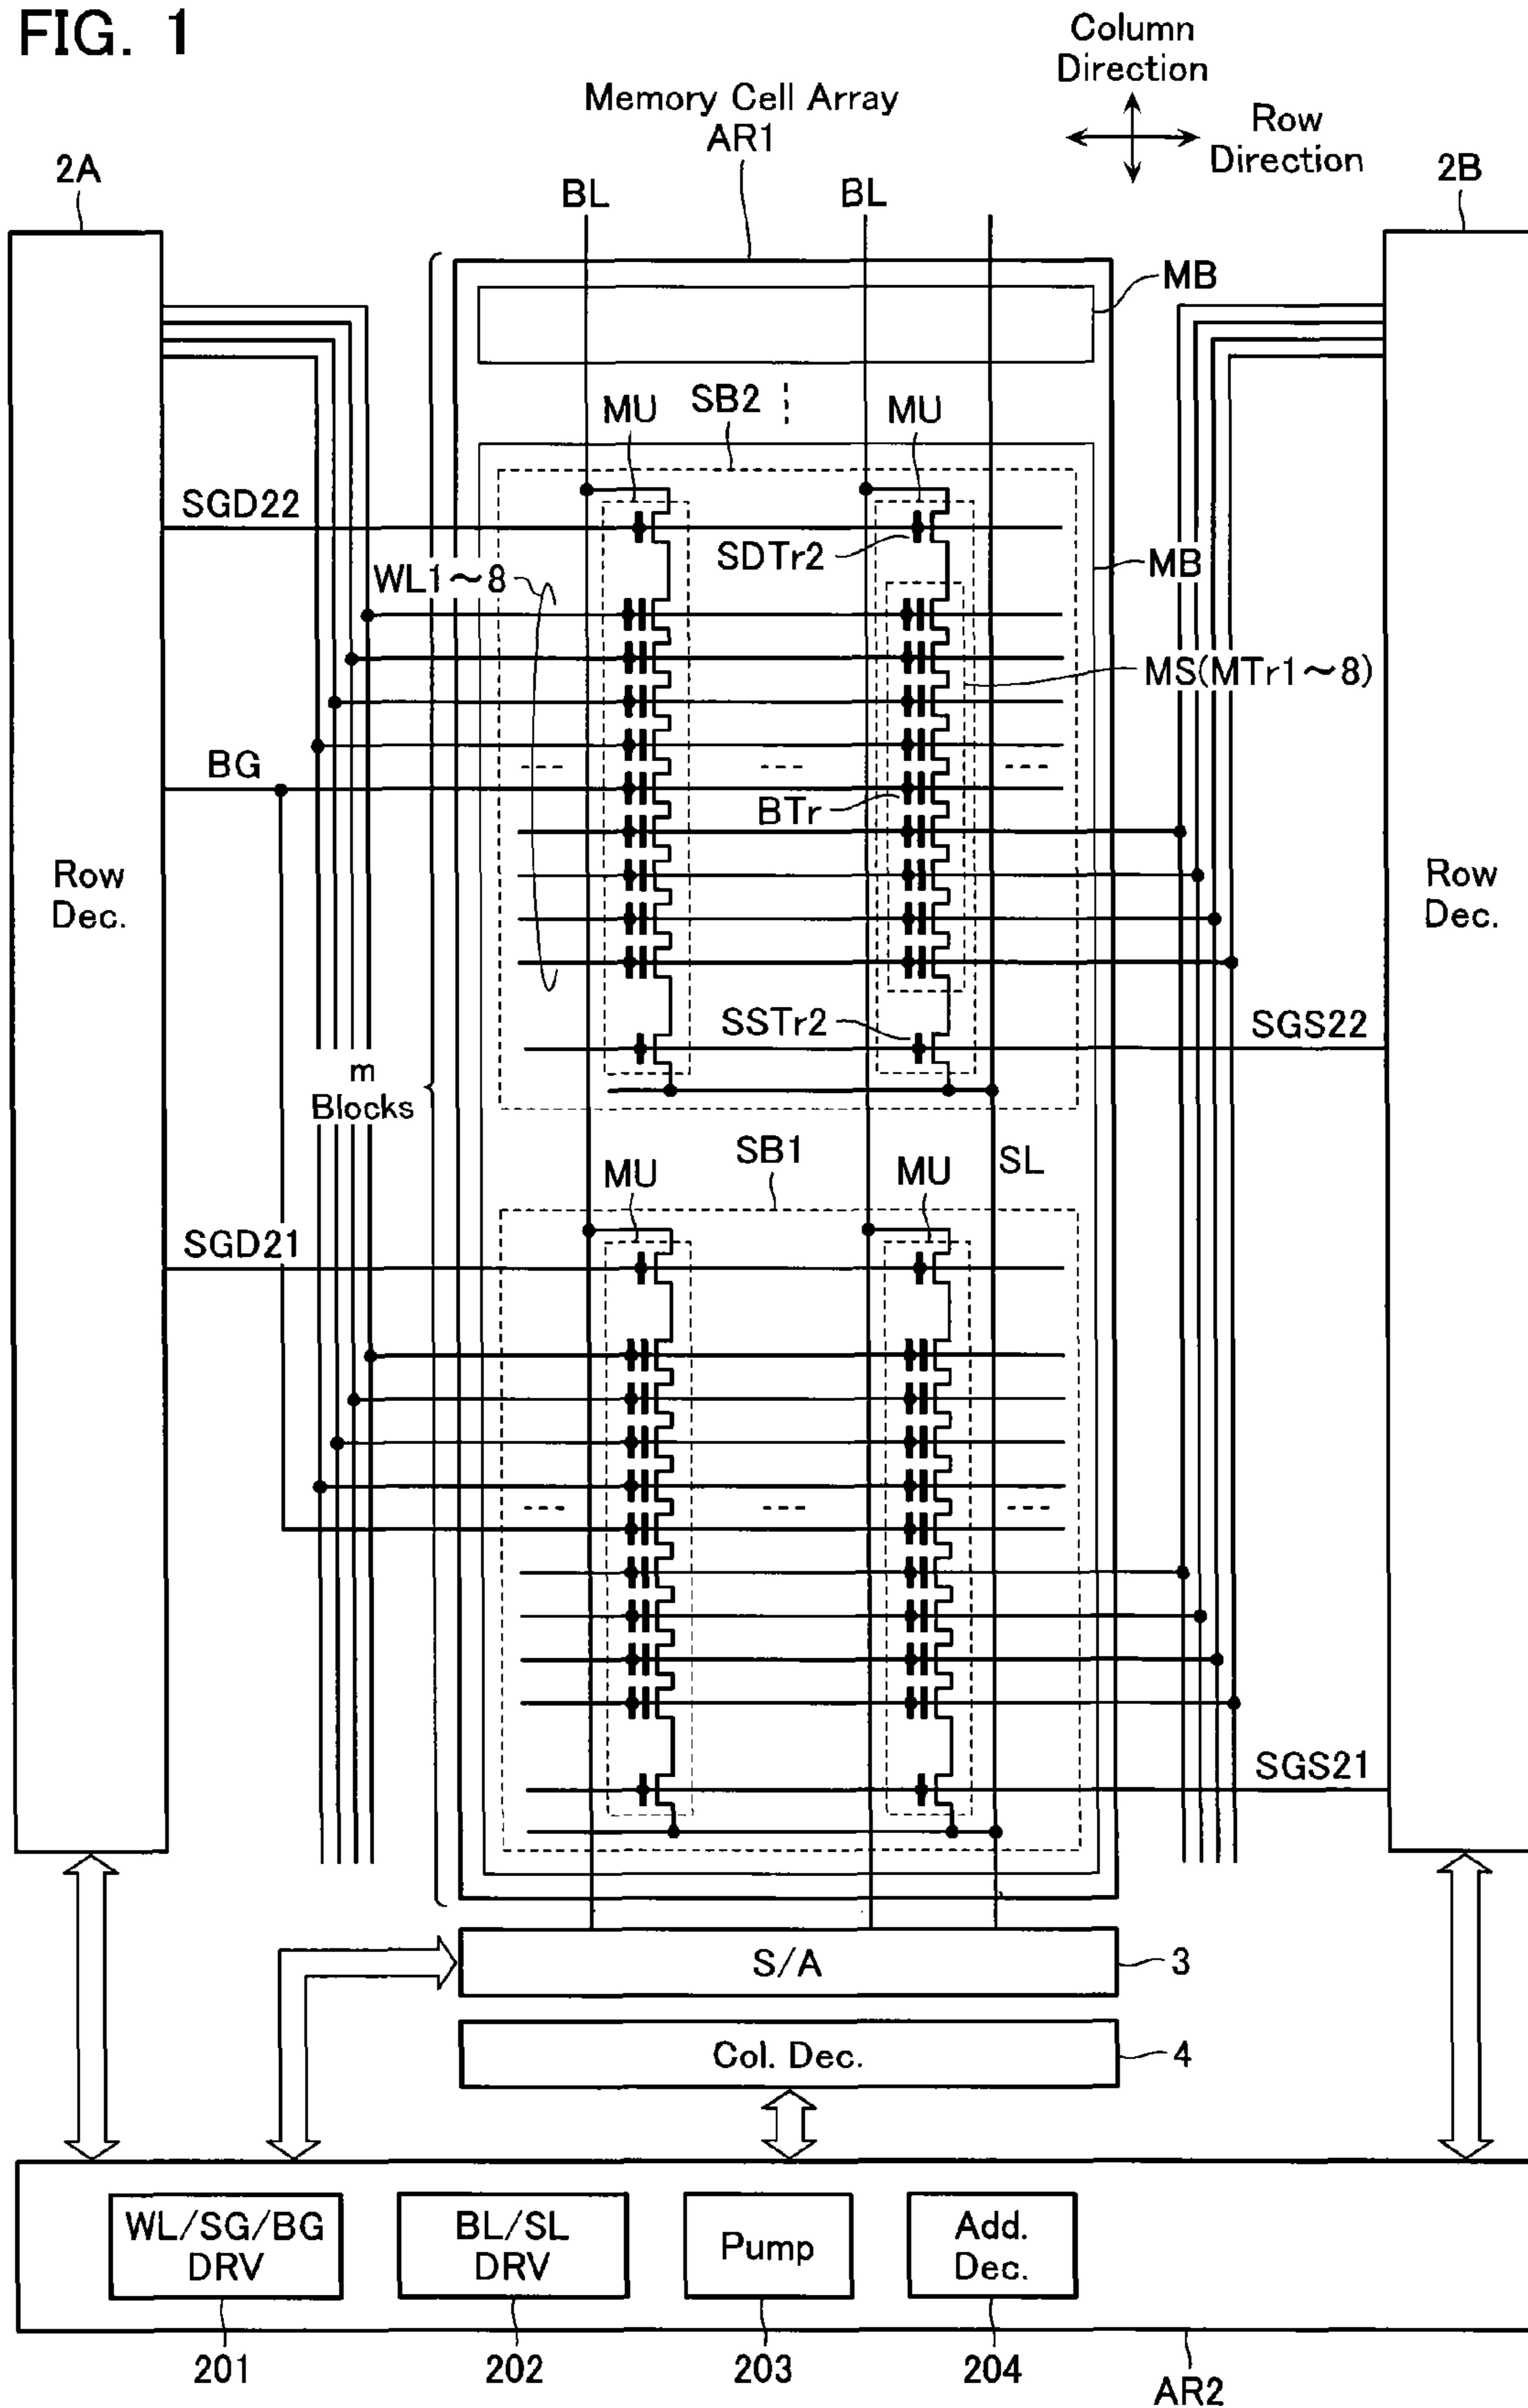 FIG. 1
Column
Direction
Row
Direction
Memory Cell Array
AR1
2A
2B
BL
BL
MB
MU
SB2
MU
SGD22
SDTr2
MB
WL1～8
MS(MTr1～8)
BG
BTr
Row
Dec.
Row
Dec.
SSTr2
SGS22
m
Blocks
SB1
SL
MU
MU
SGD21
SGS21
S/A
3
Col. Dec.
4
WL/SG/BG
DRV
BL/SL
DRV
Pump
Add.
Dec.
201
202
203
204
AR2